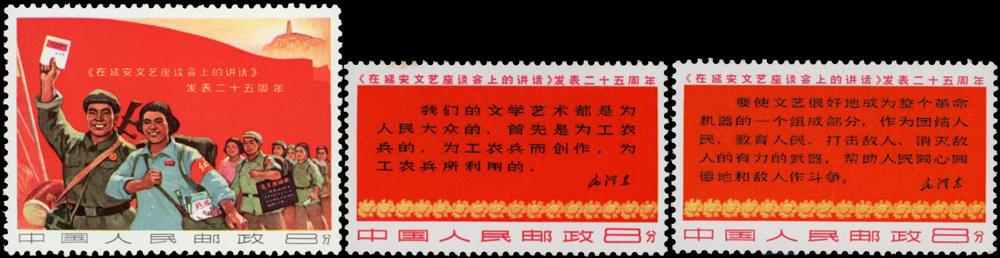 《在延安文艺座谈会上的讲话》
发表二十五周年
中国人民邮政 8分
《在延安文艺座谈会上的讲话》发表二十五周年
我们的文学艺术都是为
人民大众的,首先是为工农
兵的,为工农兵而创作,为
工农兵所利用的。
毛泽东
中国人民邮政 8分
《在延安文艺座谈会上的讲话》发表二十五周年
要使文艺很好地成为整个革命
机器的一个组成部分,作为团结人
民、教育人民、打击敌人、消灭敌
人的有力的武器,帮助人民同心同
德地和敌人作斗争。
毛泽东
中国人民邮政 8分